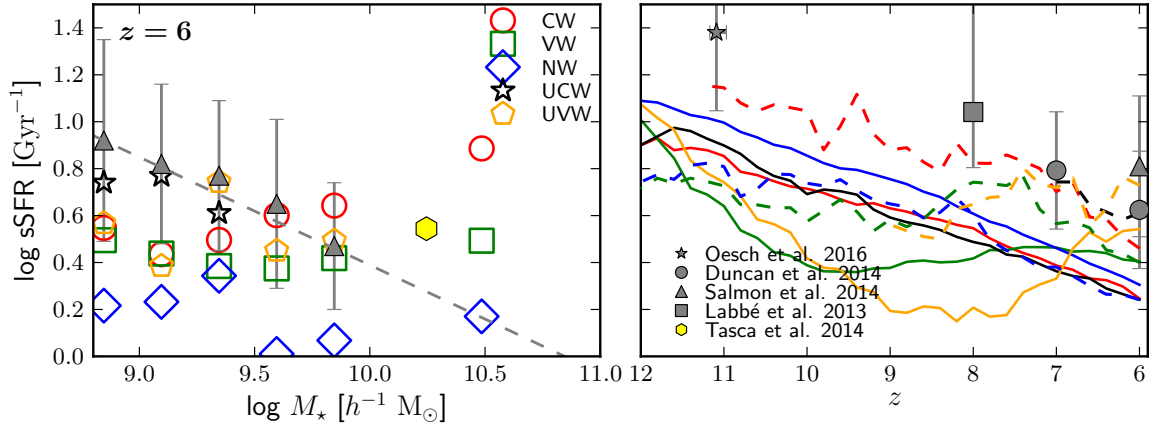 z = 6
CW
VW
NW
UCW
UVW
log sSFR [Gyr⁻¹]
0.0
0.2
0.4
0.6
0.8
1.0
1.2
1.4
9.0 9.5 10.0 10.5 11.0
log M⋆ [h⁻¹ M⊙]
Oesch et al. 2016
Duncan et al. 2014
Salmon et al. 2014
Labbé et al. 2013
Tasca et al. 2014
12 11 10 9 8 7 6
z